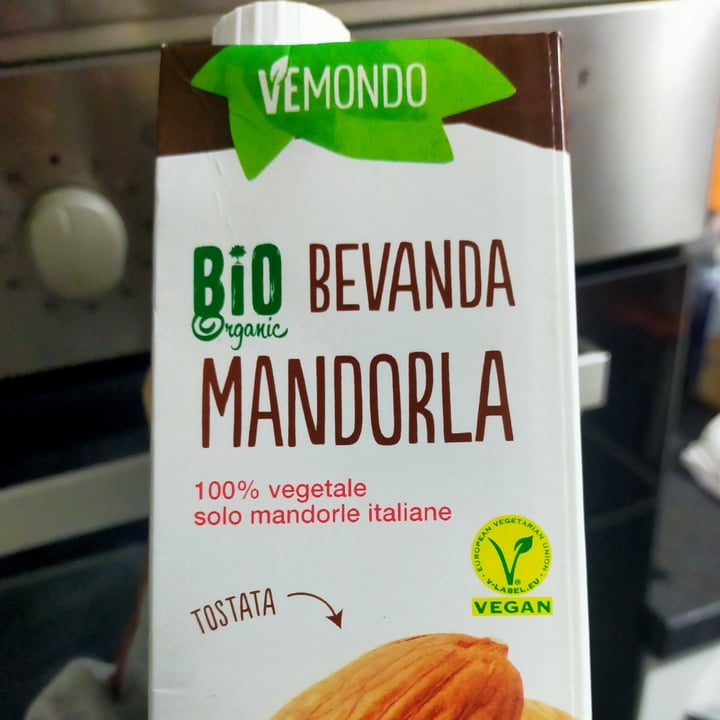 VEMONDO
BiO BEVANDA
Organic
MANDORLA
100% vegetale
solo mandorle italiane
EUROPEAN VEGETARIAN UNION
V-LABEL.EU
VEGAN
TOSTATA